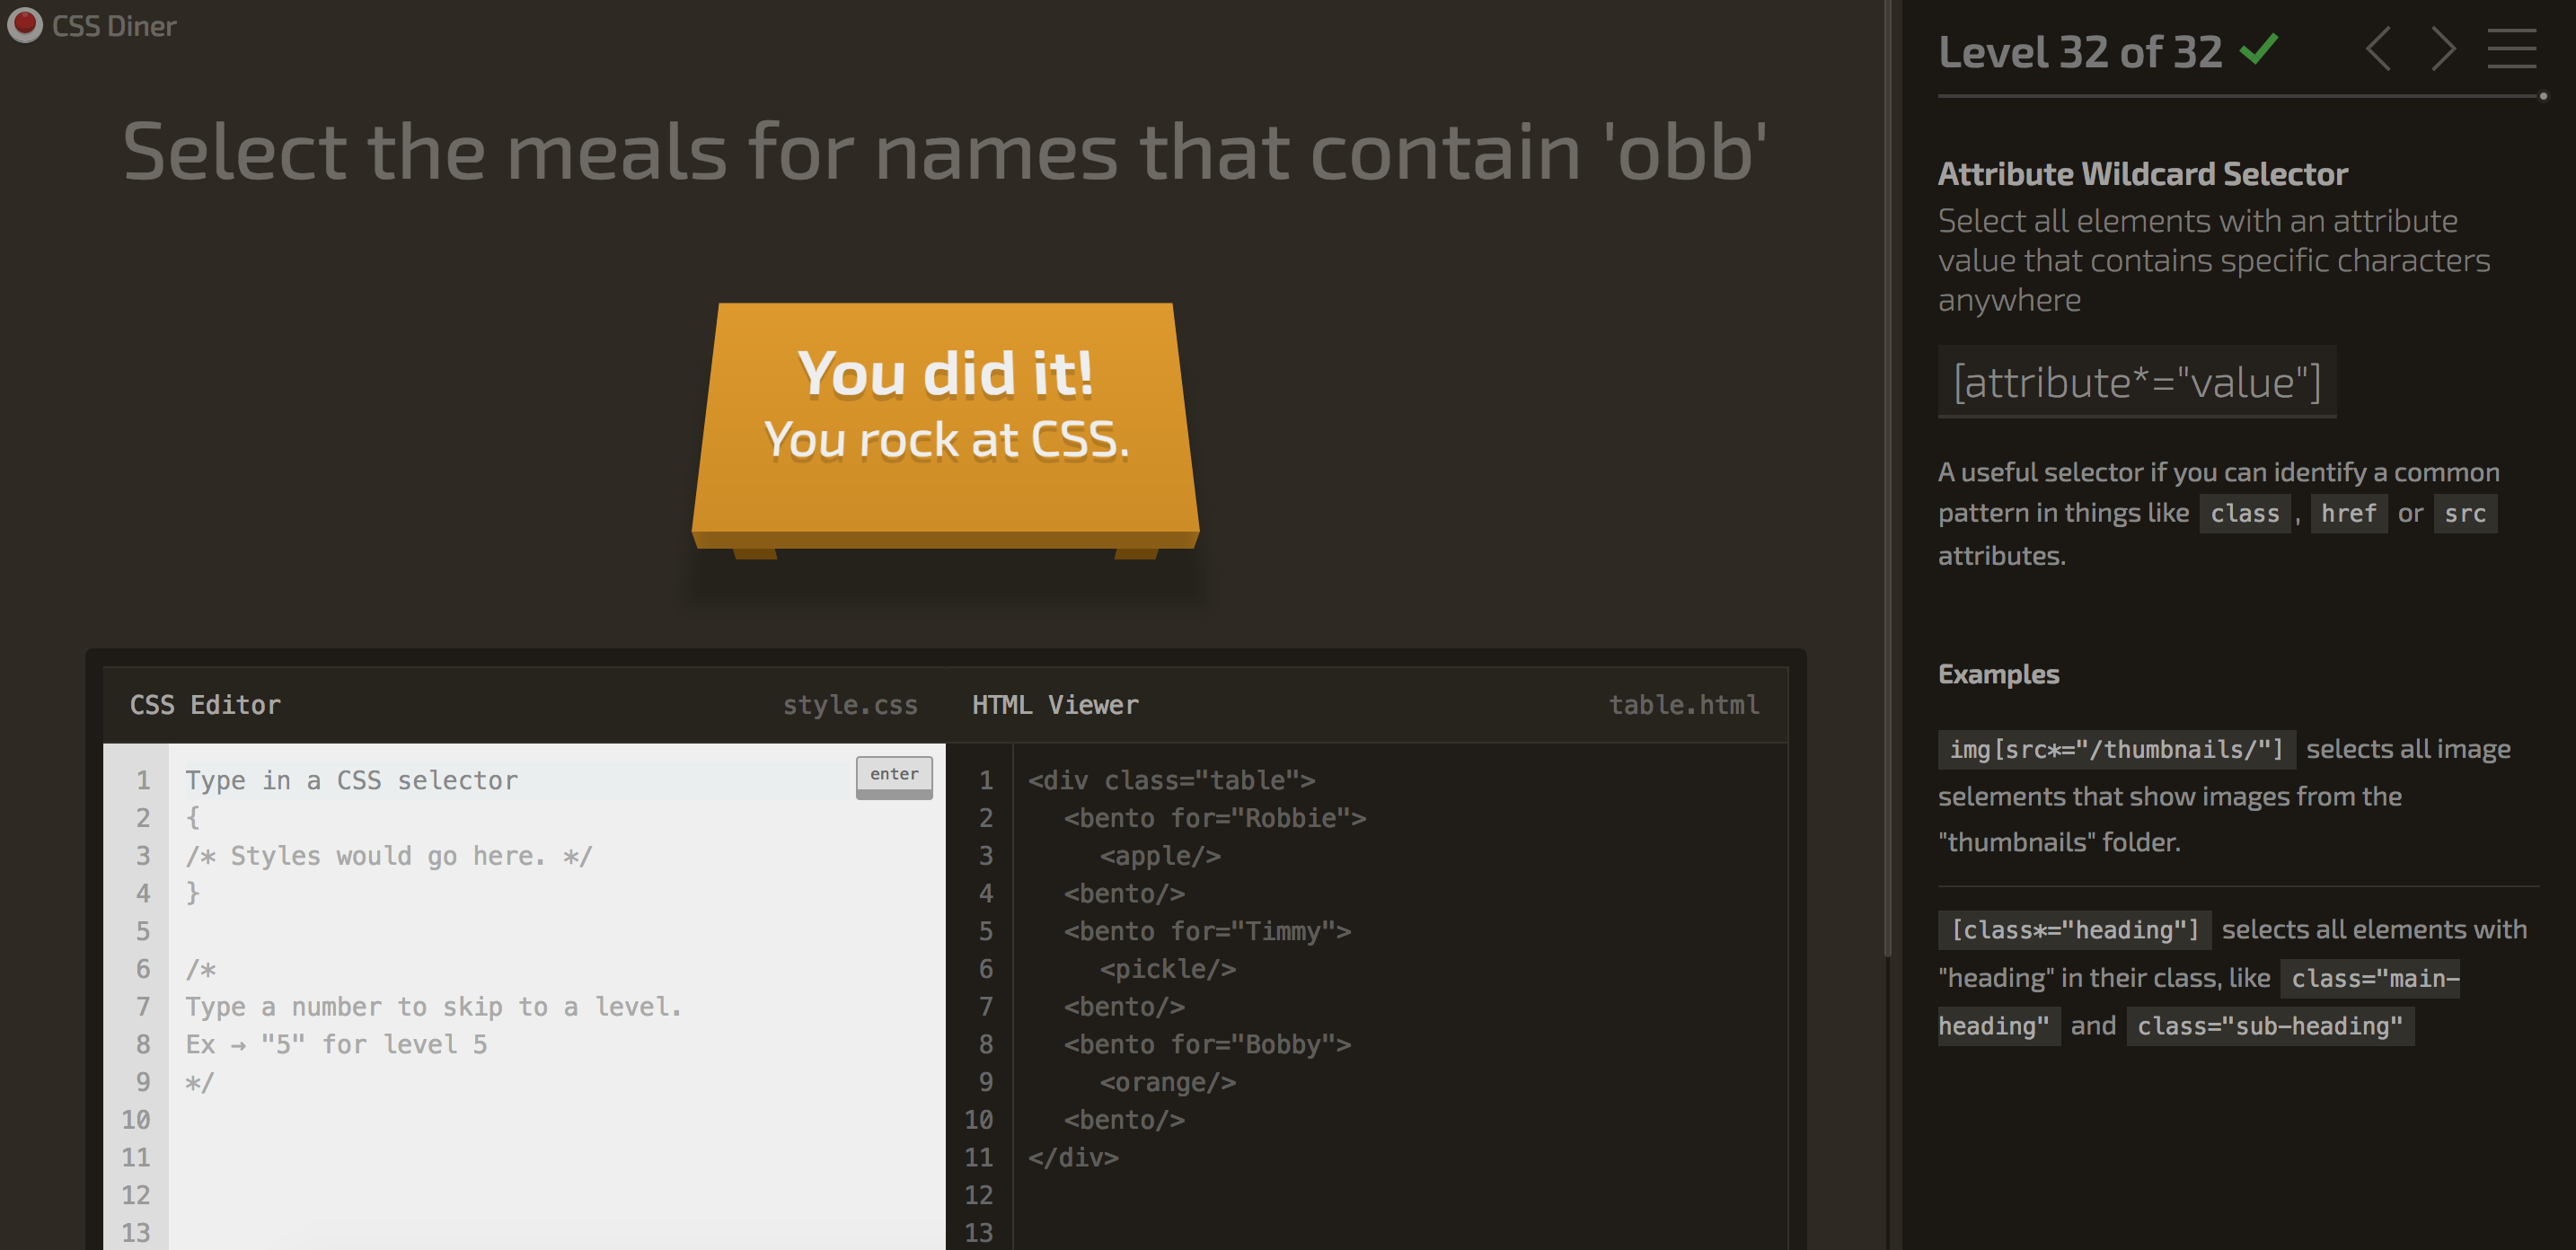 CSS Diner
Select the meals for names that contain 'obb'
You did it!
You rock at CSS.
CSS Editor
style.css
1 Type in a CSS selector
enter
2 {
3 /* Styles would go here. */
4 }
5
6 /*
7 Type a number to skip to a level.
8 Ex → "5" for level 5
9 */
10
11
12
13
HTML Viewer
table.html
1 <div class="table">
2 <bento for="Robbie">
3 <apple/>
4 <bento/>
5 <bento for="Timmy">
6 <pickle/>
7 <bento/>
8 <bento for="Bobby">
9 <orange/>
10 <bento/>
11 </div>
12
13
Level 32 of 32
Attribute Wildcard Selector
Select all elements with an attribute
value that contains specific characters
anywhere
[attribute*="value"]
A useful selector if you can identify a common
pattern in things like class , href or src
attributes.
Examples
img[src*="/thumbnails/"] selects all image
selements that show images from the
"thumbnails" folder.
[class*="heading"] selects all elements with
"heading" in their class, like class="main-
heading" and class="sub-heading"